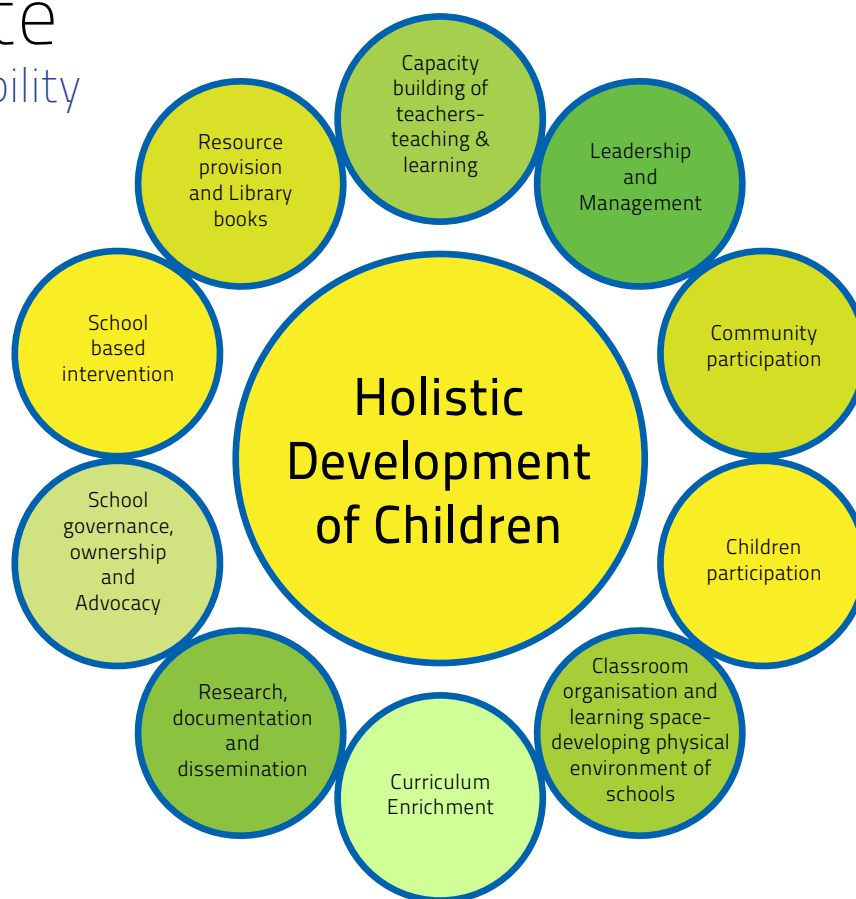 Capacity
building of
teachers-
teaching &
learning
Leadership
and
Management
Community
participation
Children
participation
Classroom
organisation and
learning space-
developing physical
environment of
schools
Curriculum
Enrichment
Research,
documentation
and
dissemination
School
governance,
ownership
and
Advocacy
School
based
intervention
Resource
provision
and Library
books
Holistic
Development
of Children